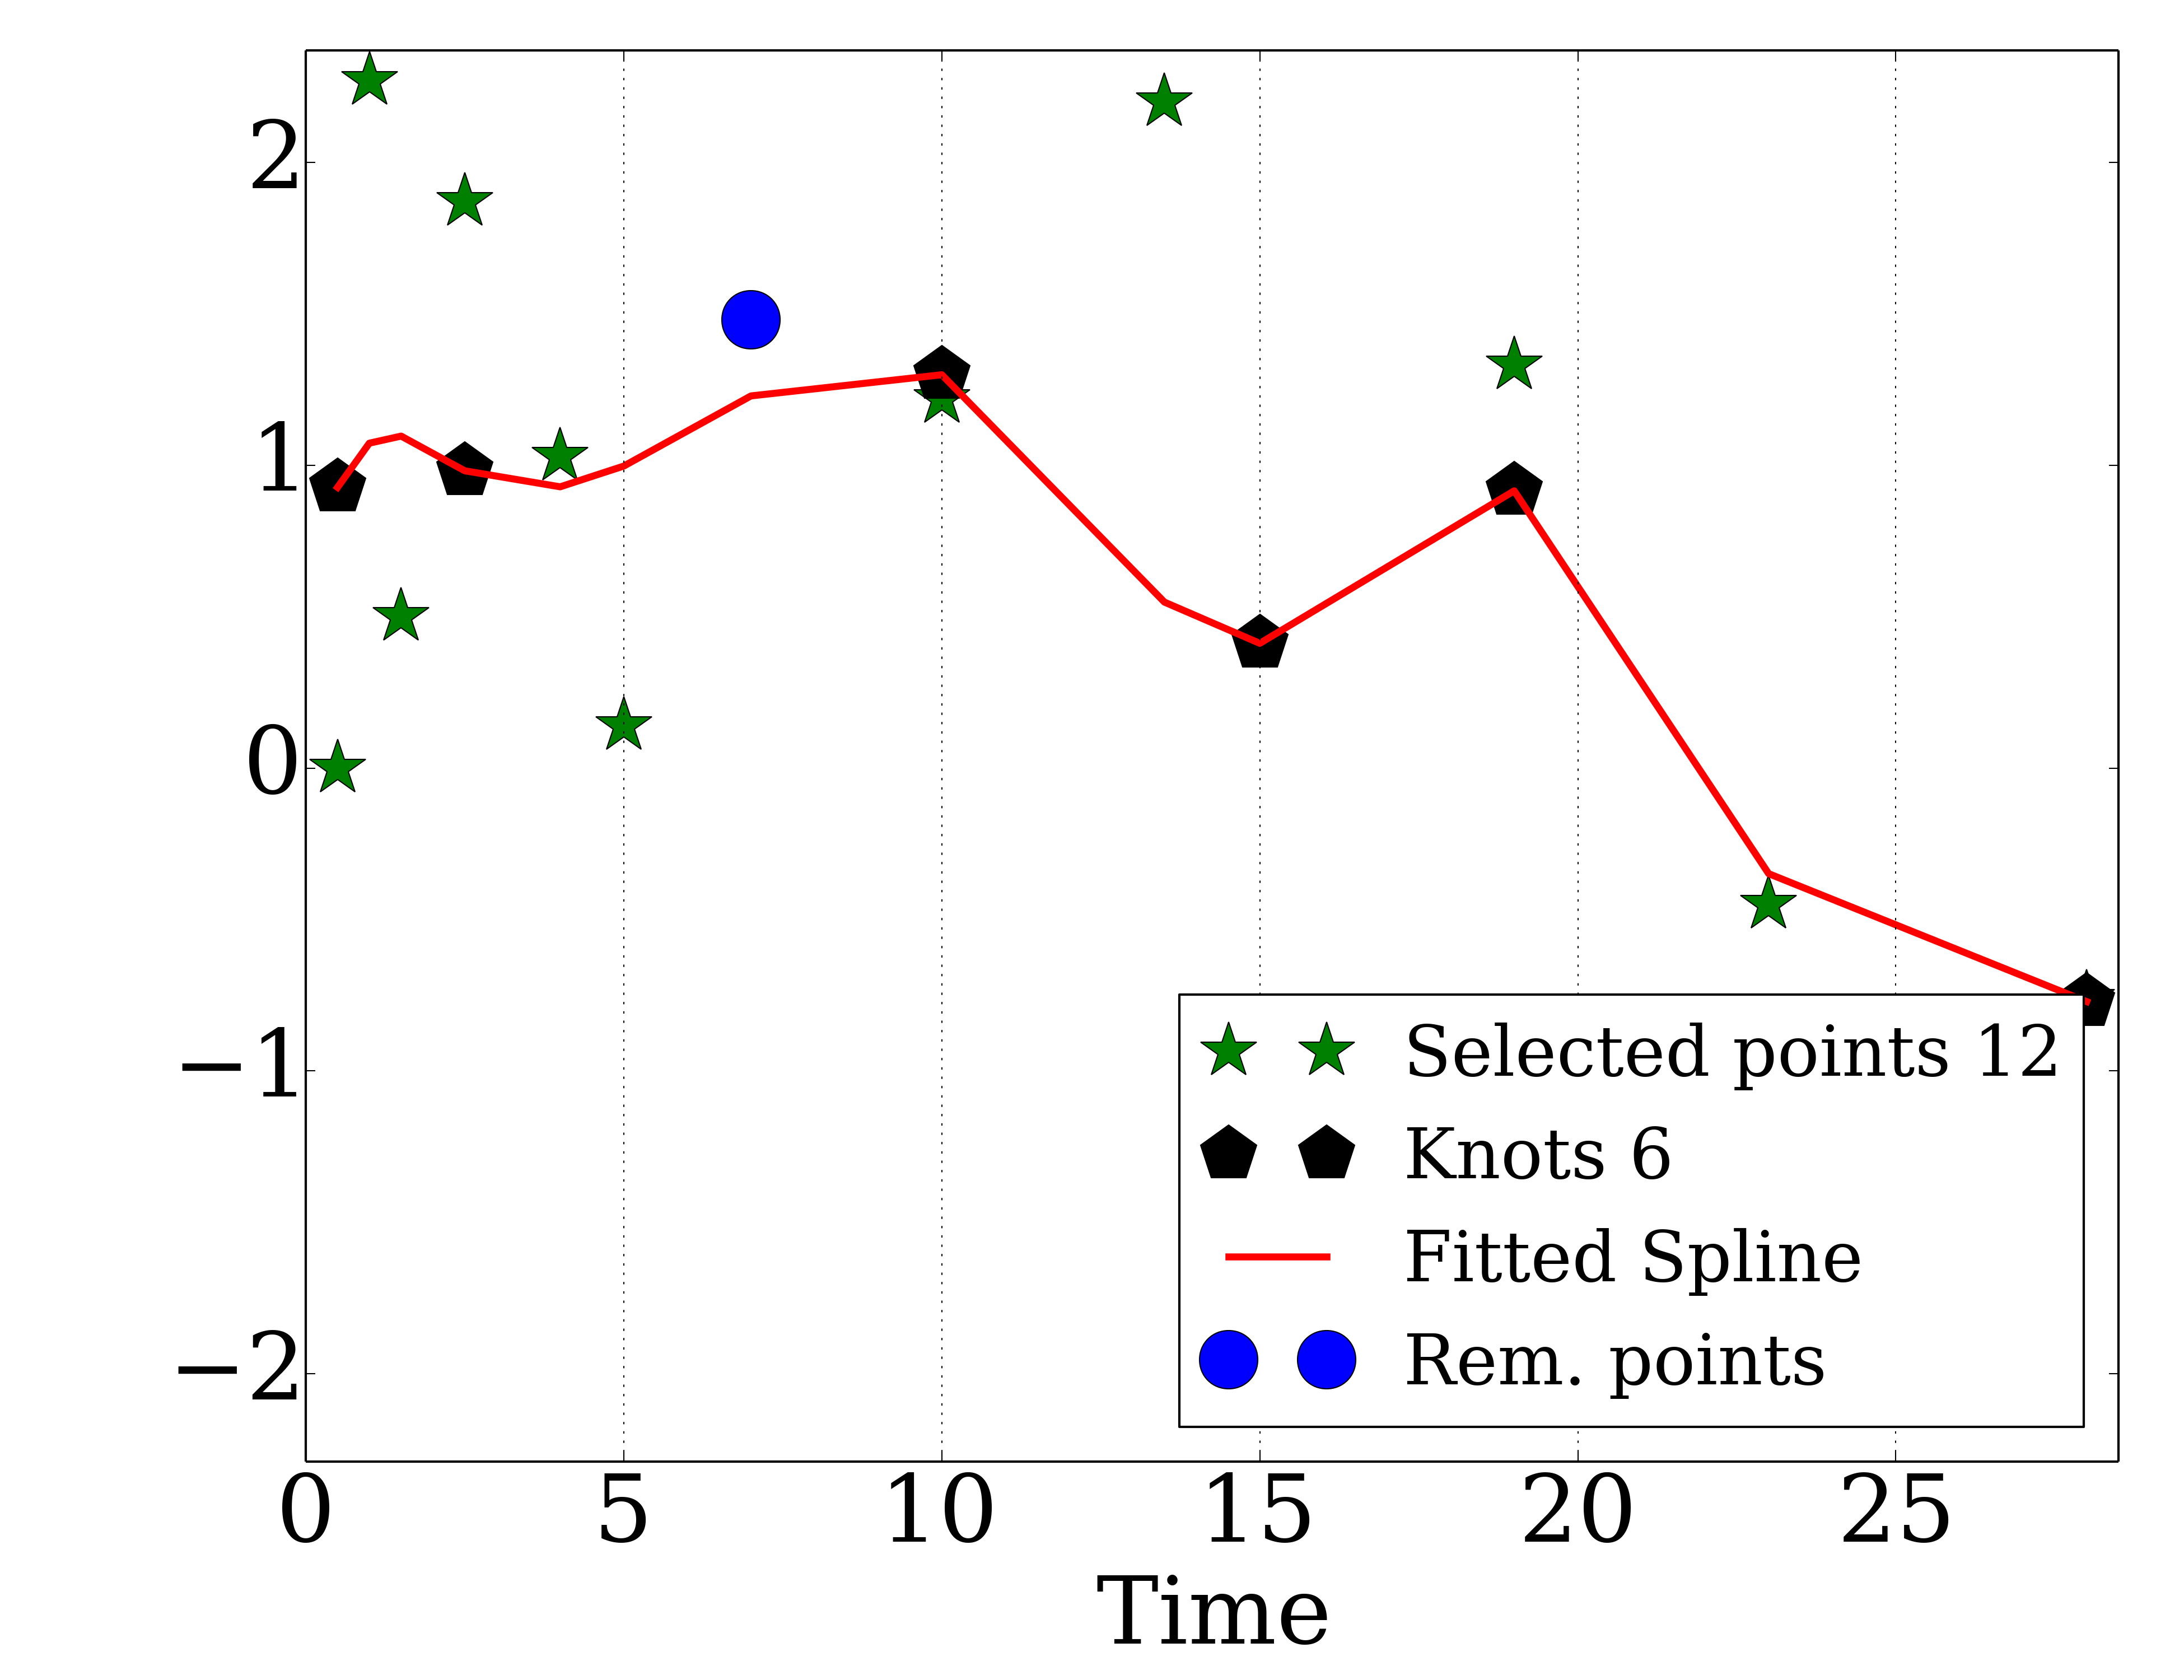 2
1
0
−1
−2
Selected points 12
Knots 6
Fitted Spline
Rem. points
0 5 10 15 20 25
Time